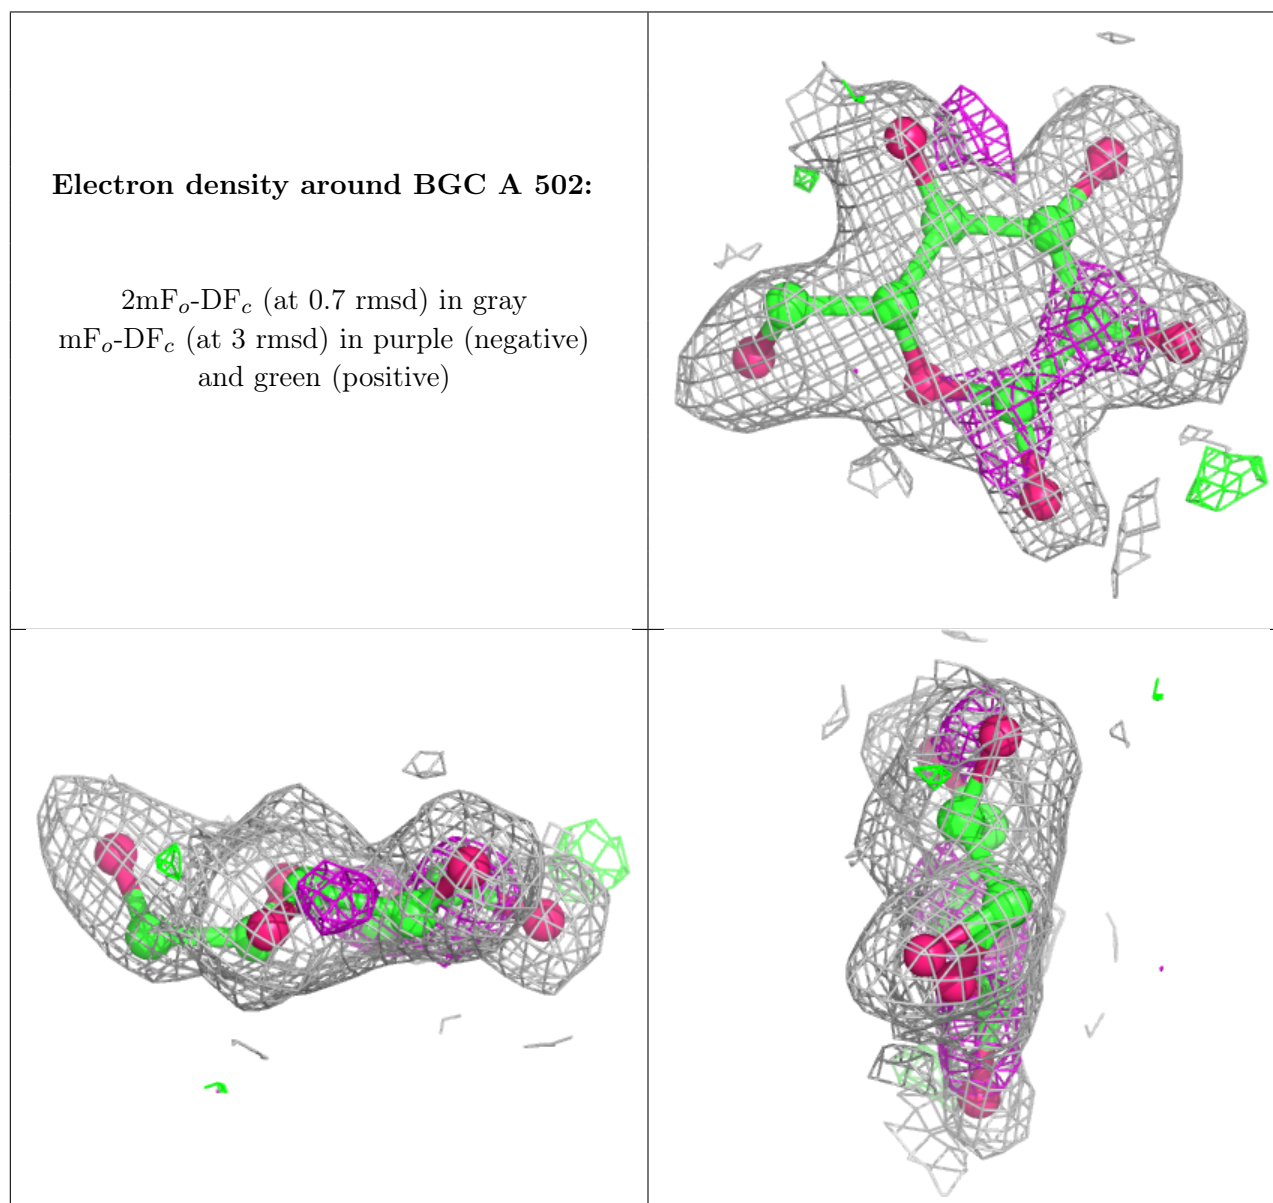 Electron density around BGC A 502:
2mFo-DFc (at 0.7 rmsd) in gray
mFo-DFc (at 3 rmsd) in purple (negative)
and green (positive)